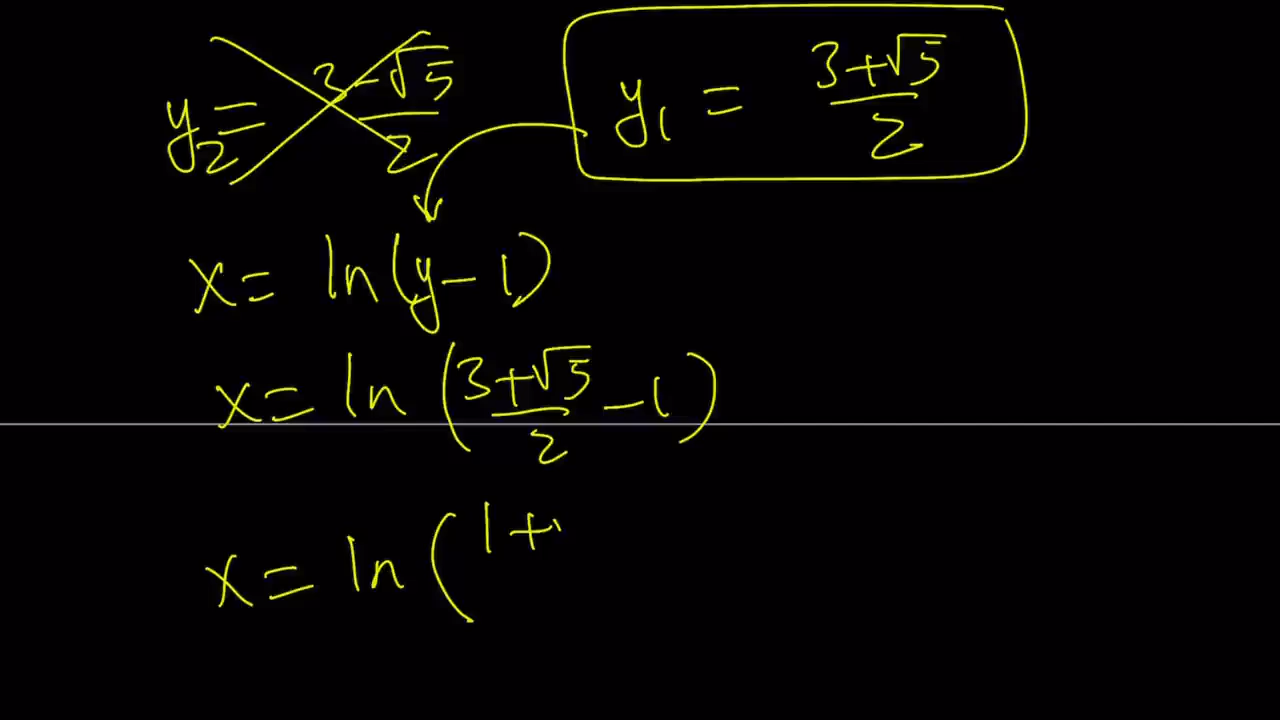 y₂ = (3-√5)/2 y₁ = (3+√5)/2
x = ln(y-1)
x = ln((3+√5)/2 - 1)
x = ln(1+